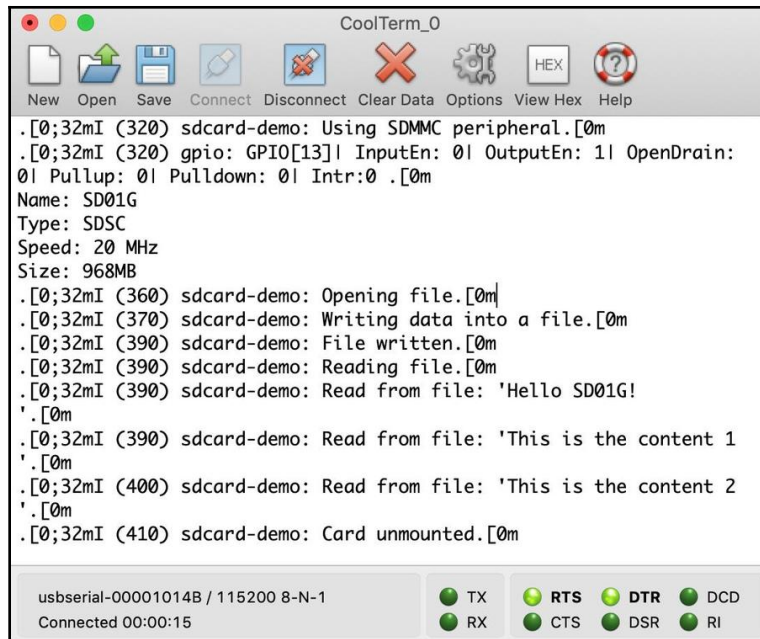 CoolTerm_0
New Open Save Connect Disconnect Clear Data Options View Hex Help
HEX
.[0;32mI (320) sdcard-demo: Using SDMMC peripheral.[0m
.[0;32mI (320) gpio: GPIO[13]| InputEn: 0| OutputEn: 1| OpenDrain:
0| Pullup: 0| Pulldown: 0| Intr:0 .[0m
Name: SD01G
Type: SDSC
Speed: 20 MHz
Size: 968MB
.[0;32mI (360) sdcard-demo: Opening file.[0m
.[0;32mI (370) sdcard-demo: Writing data into a file.[0m
.[0;32mI (390) sdcard-demo: File written.[0m
.[0;32mI (390) sdcard-demo: Reading file.[0m
.[0;32mI (390) sdcard-demo: Read from file: 'Hello SD01G!
'.[0m
.[0;32mI (390) sdcard-demo: Read from file: 'This is the content 1
'.[0m
.[0;32mI (400) sdcard-demo: Read from file: 'This is the content 2
'.[0m
.[0;32mI (410) sdcard-demo: Card unmounted.[0m
usbserial-00001014B / 115200 8-N-1 TX RTS DTR DCD
Connected 00:00:15 RX CTS DSR RI